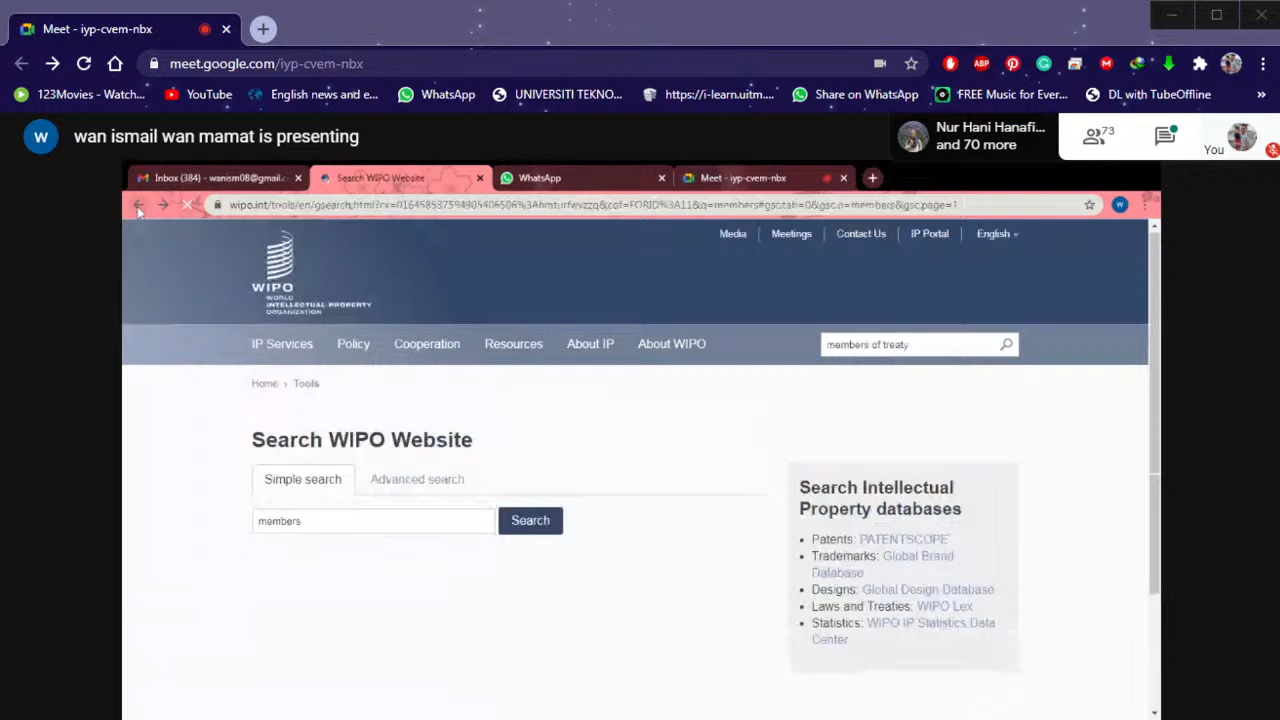 Meet - iyp-cvem-nbx
meet.google.com/iyp-cvem-nbx
ABP
123Movies - Watch...
YouTube
English news and e...
WhatsApp
UNIVERSITI TEKNO...
https://i-learn.uitm....
Share on WhatsApp
FREE Music for Ever...
DL with TubeOffline
»
W
wan ismail wan mamat is presenting
Nur Hani Hanafi...
and 70 more
73
You
Inbox (384) - wanism08@gmail.c
Search WIPO Website
WhatsApp
Meet - iyp-cvem-nbx
Media
Meetings
Contact Us
IP Portal
English
WIPO
WORLD
INTELLECTUAL PROPERTY
ORGANIZATION
IP Services
Policy
Cooperation
Resources
About IP
About WIPO
members of treaty
Home › Tools
Search WIPO Website
Simple search
Advanced search
members
Search
Search Intellectual
Property databases
• Patents: PATENTSCOPE
• Trademarks: Global Brand
Database
• Designs: Global Design Database
• Laws and Treaties: WIPO Lex
• Statistics: WIPO IP Statistics Data
Center